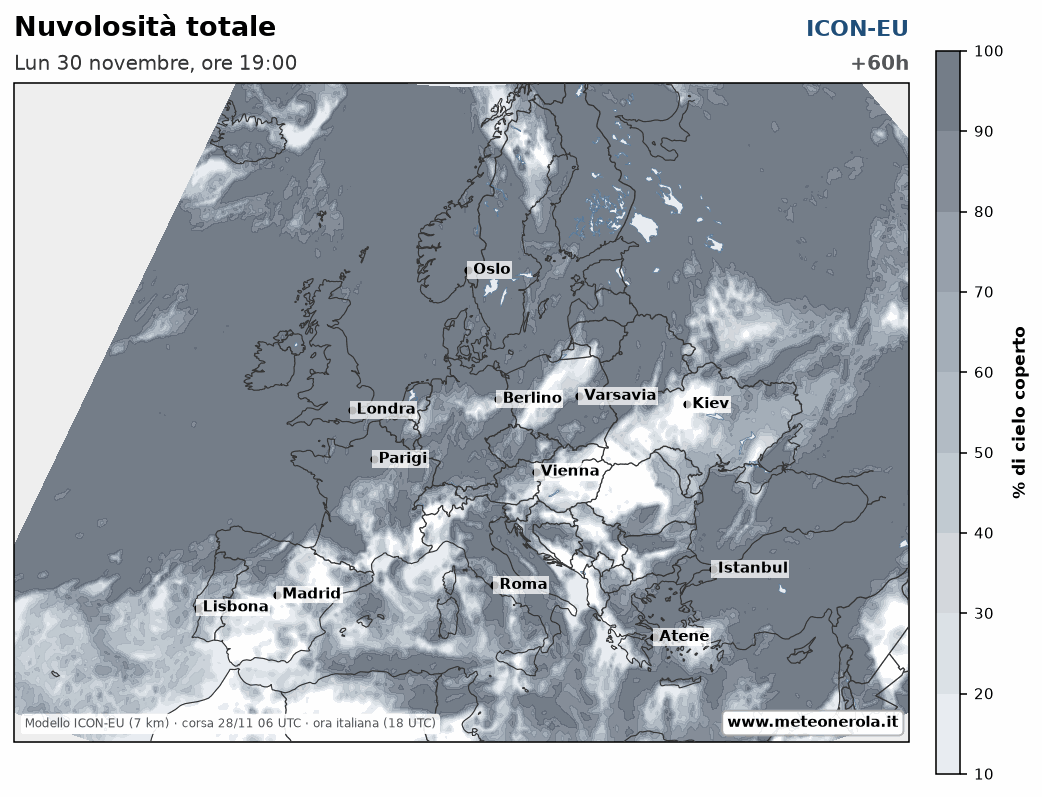 Nuvolosità totale
ICON-EU
Lun 30 novembre, ore 19:00
+60h
100
90
80
70
60
50
40
30
20
10
% di cielo coperto
Oslo
Londra
Berlino
Varsavia
Kiev
Parigi
Vienna
Istanbul
Roma
Madrid
Lisbona
Atene
Modello ICON-EU (7 km) · corsa 28/11 06 UTC · ora italiana (18 UTC)
www.meteonerola.it